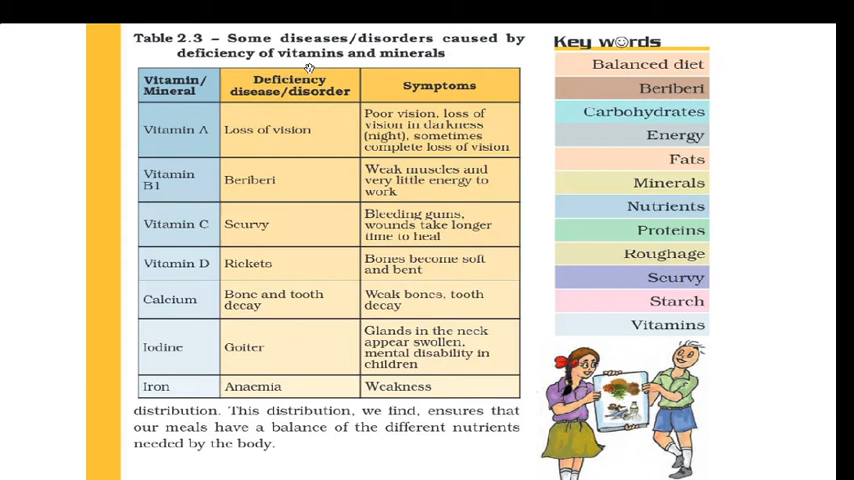 Table 2.3 – Some diseases/disorders caused by
deficiency of vitamins and minerals
Vitamin/
Mineral
Deficiency
disease/disorder
Symptoms
Vitamin A
Loss of vision
Poor vision, loss of
vision in darkness
(night), sometimes
complete loss of vision
Vitamin
B1
Beriberi
Weak muscles and
very little energy to
work
Vitamin C
Scurvy
Bleeding gums,
wounds take longer
time to heal
Vitamin D
Rickets
Bones become soft
and bent
Calcium
Bone and tooth
decay
Weak bones, tooth
decay
Iodine
Goiter
Glands in the neck
appear swollen,
mental disability in
children
Iron
Anaemia
Weakness
distribution. This distribution, we find, ensures that
our meals have a balance of the different nutrients
needed by the body.
Key words
Balanced diet
Beriberi
Carbohydrates
Energy
Fats
Minerals
Nutrients
Proteins
Roughage
Scurvy
Starch
Vitamins